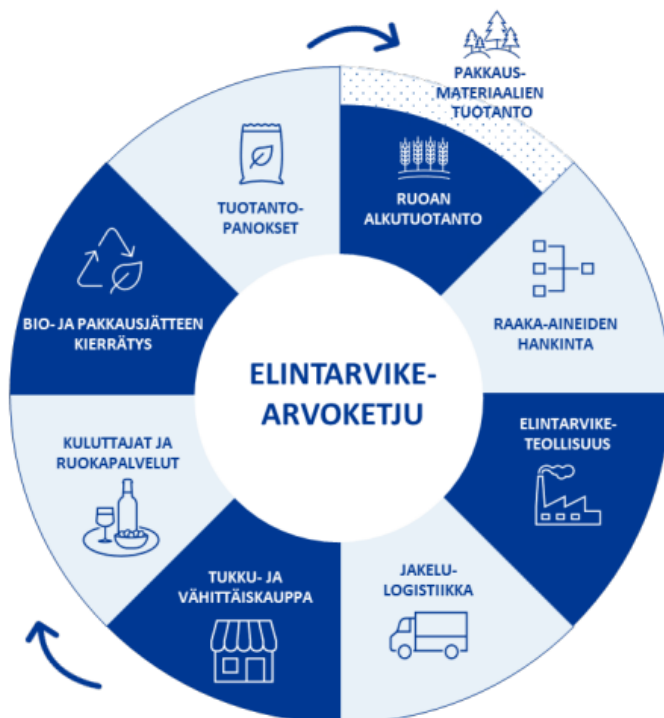 PAKKAUS-
MATERIAALIEN
TUOTANTO
RUOAN
ALKUTUOTANTO
RAAKA-AINEIDEN
HANKINTA
ELINTARVIKE-
TEOLLISUUS
JAKELU-
LOGISTIIKKA
TUKKU- JA
VÄHITTÄISKAUPPA
KULUTTAJAT JA
RUOKAPALVELUT
BIO- JA PAKKAUSJÄTTEEN
KIERRÄTYS
TUOTANTO-
PANOKSET
ELINTARVIKE-
ARVOKETJU